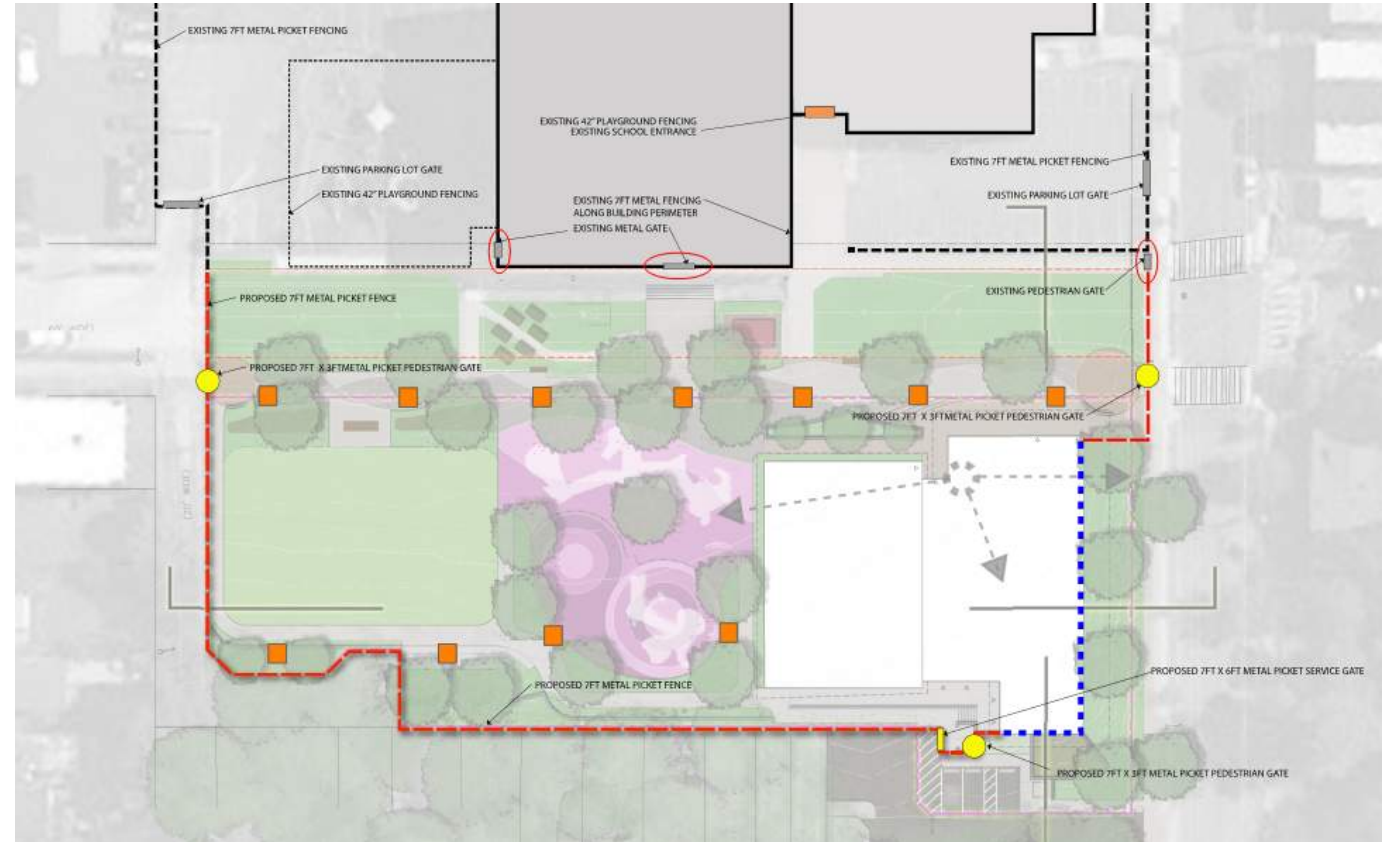 EXISTING 7FT METAL PICKET FENCING
EXISTING 42" PLAYGROUND FENCING
EXISTING SCHOOL ENTRANCE
EXISTING 7FT METAL PICKET FENCING
EXISTING PARKING LOT GATE
EXISTING PARKING LOT GATE
EXISTING 42" PLAYGROUND FENCING
EXISTING 7FT METAL FENCING
ALONG BUILDING PERIMETER
EXISTING METAL GATE
EXISTING PEDESTRIAN GATE
PROPOSED 7FT METAL PICKET FENCE
PROPOSED 7FT X 3FTMETAL PICKET PEDESTRIAN GATE
PROPOSED 7FT X 3FTMETAL PICKET PEDESTRIAN GATE
PROPOSED 7FT X 6FT METAL PICKET SERVICE GATE
PROPOSED 7FT METAL PICKET FENCE
PROPOSED 7FT X 3FT METAL PICKET PEDESTRIAN GATE